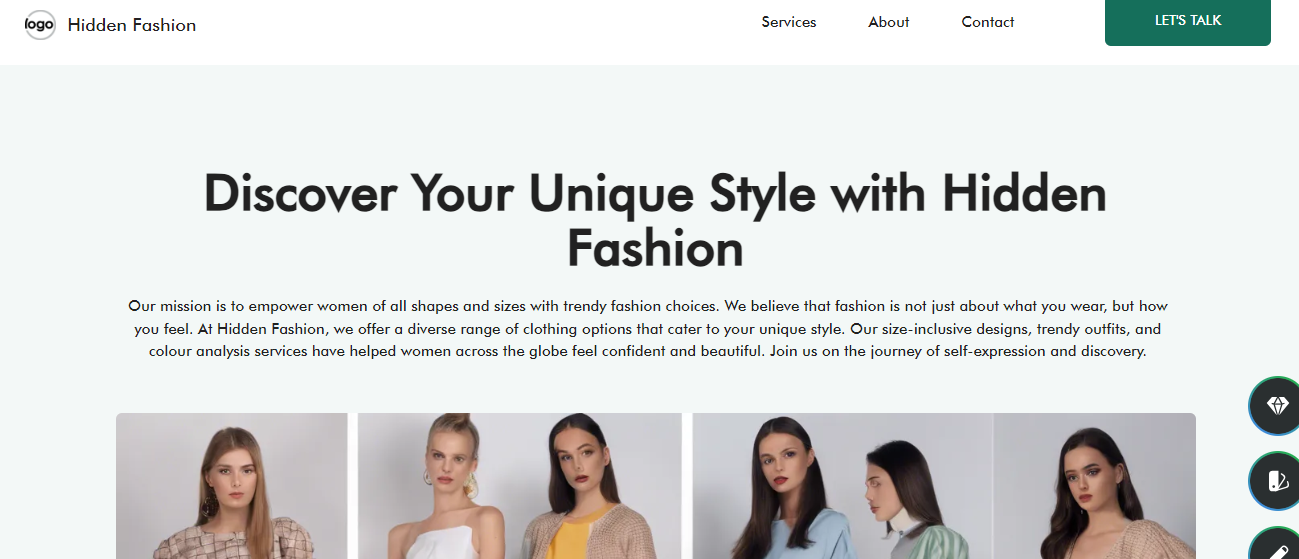 logo Hidden Fashion
Services About Contact LET'S TALK
Discover Your Unique Style with Hidden
Fashion
Our mission is to empower women of all shapes and sizes with trendy fashion choices. We believe that fashion is not just about what you wear, but how
you feel. At Hidden Fashion, we offer a diverse range of clothing options that cater to your unique style. Our size-inclusive designs, trendy outfits, and
colour analysis services have helped women across the globe feel confident and beautiful. Join us on the journey of self-expression and discovery.